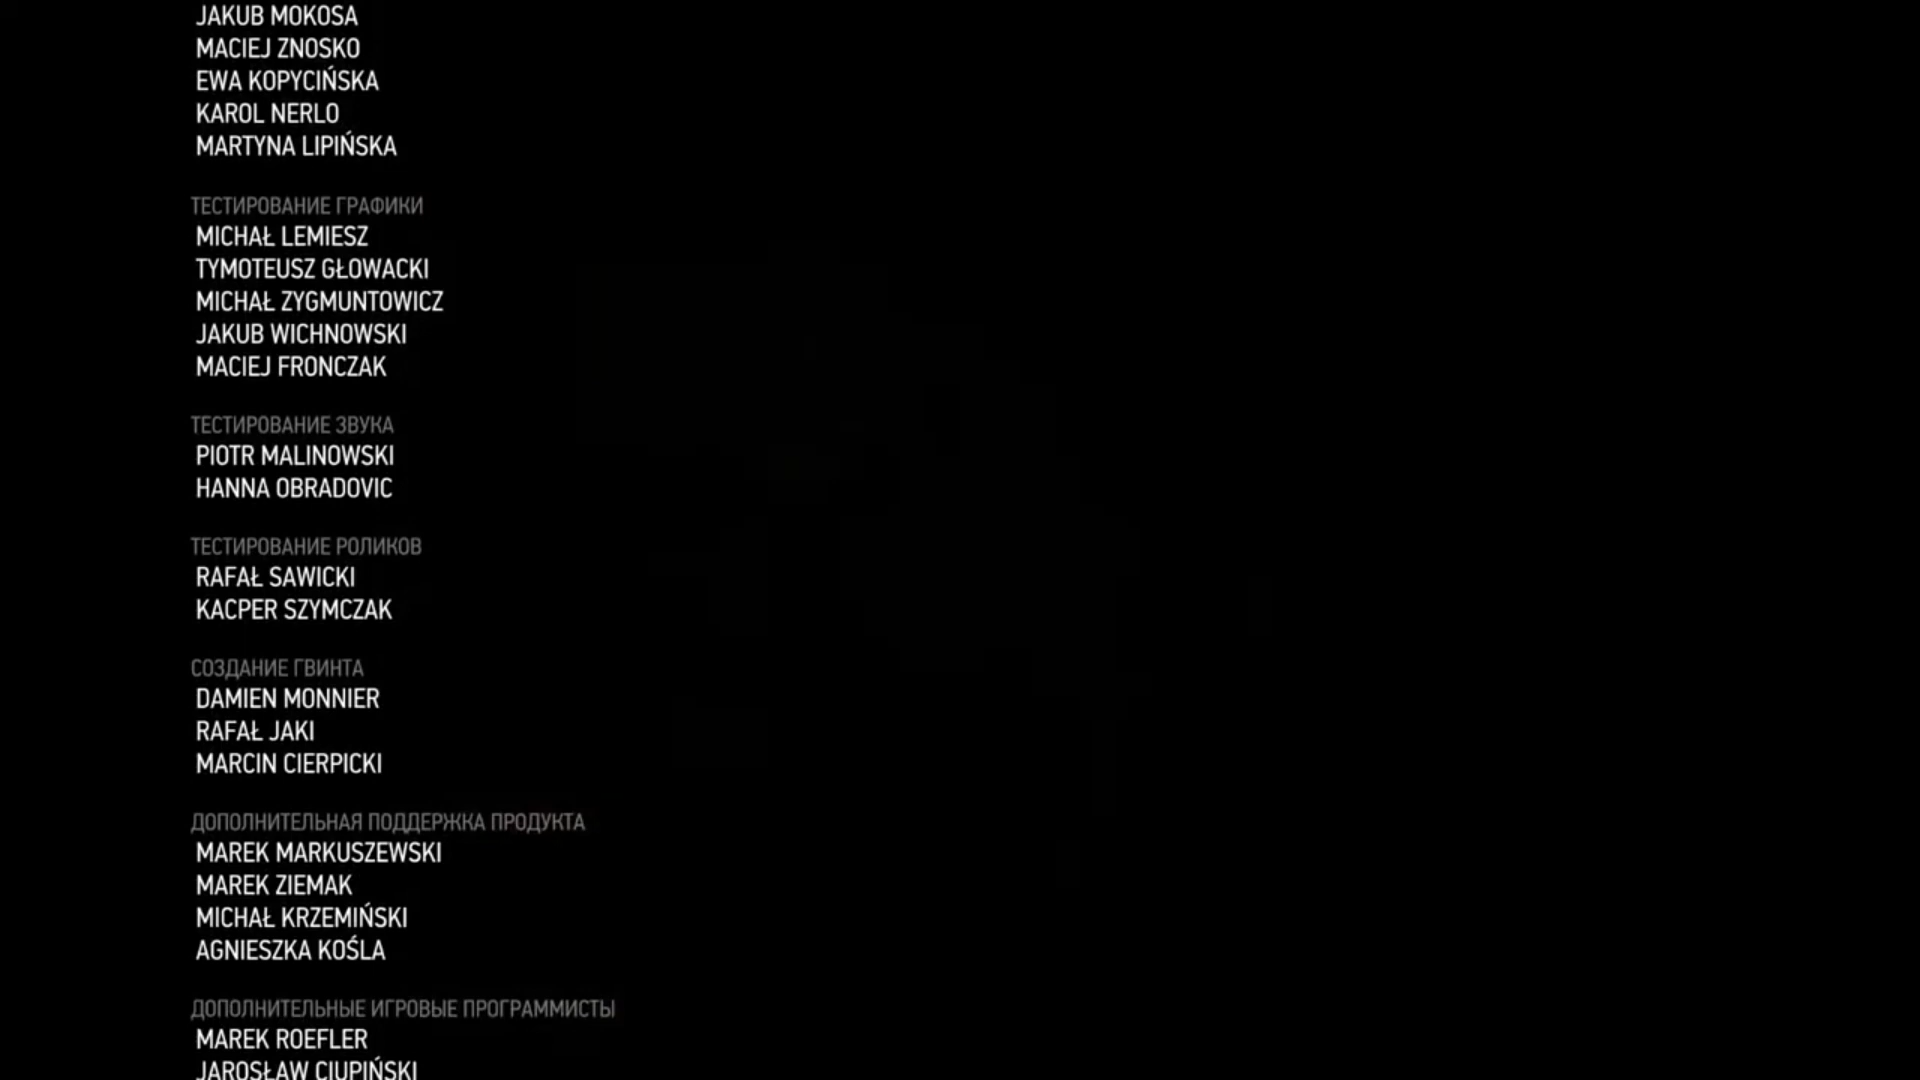 JAKUB MOKOSA
MACIEJ ZNOSKO
EWA KOPYCIŃSKA
KAROL NERLO
MARTYNA LIPIŃSKA
ТЕСТИРОВАНИЕ ГРАФИКИ
MICHAŁ LEMIESZ
TYMOTEUSZ GŁOWACKI
MICHAŁ ZYGMUNTOWICZ
JAKUB WICHNOWSKI
MACIEJ FRONCZAK
ТЕСТИРОВАНИЕ ЗВУКА
PIOTR MALINOWSKI
HANNA OBRADOVIC
ТЕСТИРОВАНИЕ РОЛИКОВ
RAFAŁ SAWICKI
KACPER SZYMCZAK
СОЗДАНИЕ ГВИНТА
DAMIEN MONNIER
RAFAŁ JAKI
MARCIN CIERPICKI
ДОПОЛНИТЕЛЬНАЯ ПОДДЕРЖКА ПРОДУКТА
MAREK MARKUSZEWSKI
MAREK ZIEMAK
MICHAŁ KRZEMIŃSKI
AGNIESZKA KOŚLA
ДОПОЛНИТЕЛЬНЫЕ ИГРОВЫЕ ПРОГРАММИСТЫ
MAREK ROEFLER
JAROSŁAW CIUPIŃSKI